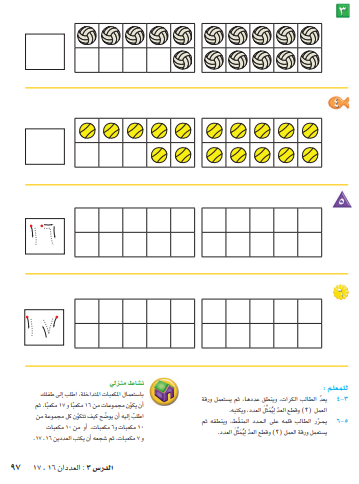 ٣
٤
٥
١٦
٦
١٧
للمعلم :
٣-٤ يعدّ الطالب الكرات، وينطق عددها، ثم يستعمل ورقة
العمل (٢) وقطع العدّ ليُمثّل العدد، ويكتبه.
٥-٦ يمرّر الطالب قلمه على الحدد المنقّط، وينطقه ثم
يستعمل ورقة العمل (٢) وقطع العدّ ليُمثّل العدد.
نشاط منزلي
باستعمال المكعبات المتداخلة، اطلب إلى طفلك
أن يكوّن مجموعات من ١٦ مكعبًا و ١٧ مكعبًا، ثم
اطلب إليه أن يوضّح كيف تتكوّن كل مجموعة من
١٠ مكعبات و ٦ مكعبات، أو من ١٠ مكعبات
و ٧ مكعبات، ثم شجعه أن يكتب العددين ١٦، ١٧.
الدرس ٣ : العددان ١٦ ، ١٧ ٩٧